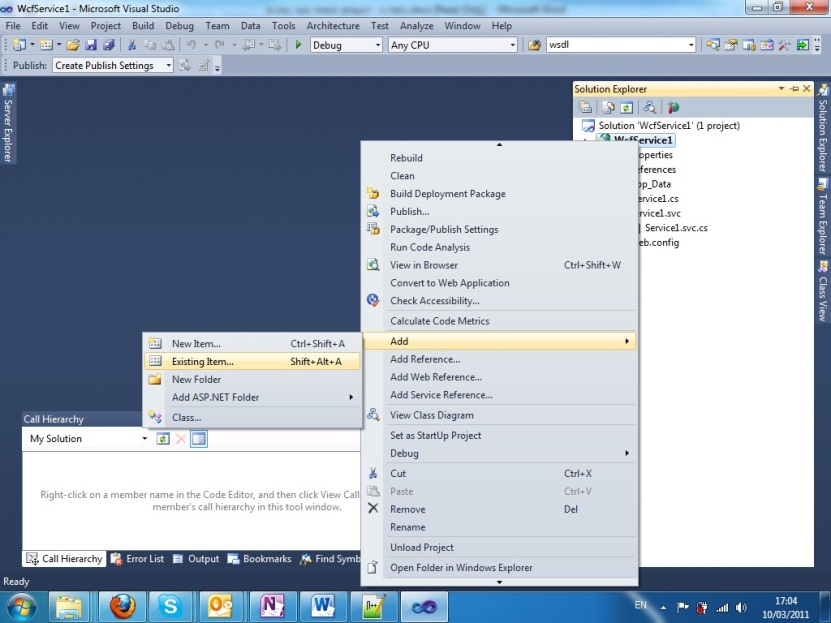 WcfService1 - Microsoft Visual Studio
File Edit View Project Build Debug Team Data Tools Architecture Test Analyze Window Help
Debug Any CPU wsdl
Publish: Create Publish Settings
Server Explorer
Solution Explorer
Solution 'WcfService1' (1 project)
WcfService1
operties
eferences
pp_Data
ervice1.cs
ervice1.svc
Service1.svc.cs
eb.config
Solution Explorer
Team Explorer
Class View
Rebuild
Clean
Build Deployment Package
Publish...
Package/Publish Settings
Run Code Analysis
View in Browser Ctrl+Shift+W
Convert to Web Application
Check Accessibility...
Calculate Code Metrics
Add
Add Reference...
Add Web Reference...
Add Service Reference...
View Class Diagram
Set as StartUp Project
Debug
Cut Ctrl+X
Paste Ctrl+V
Remove Del
Rename
Unload Project
Open Folder in Windows Explorer
New Item... Ctrl+Shift+A
Existing Item... Shift+Alt+A
New Folder
Add ASP.NET Folder
Class...
Call Hierarchy
My Solution
Right-click on a member name in the Code Editor, and then click View Call
member's call hierarchy in this tool window.
Call Hierarchy Error List Output Bookmarks Find Symb
Ready
EN 17:04
10/03/2011